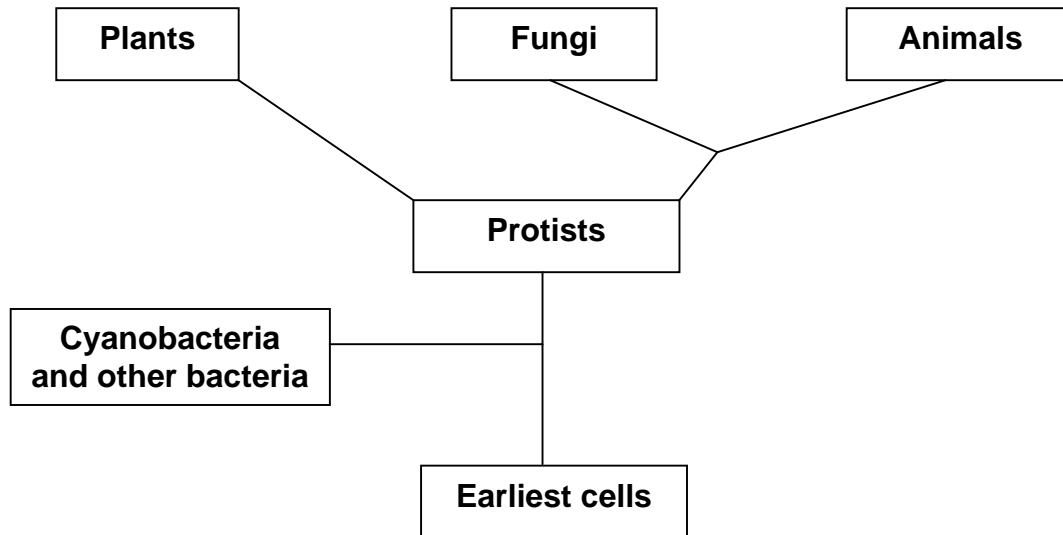 Plants
Fungi
Animals
Protists
Cyanobacteria
and other bacteria
Earliest cells